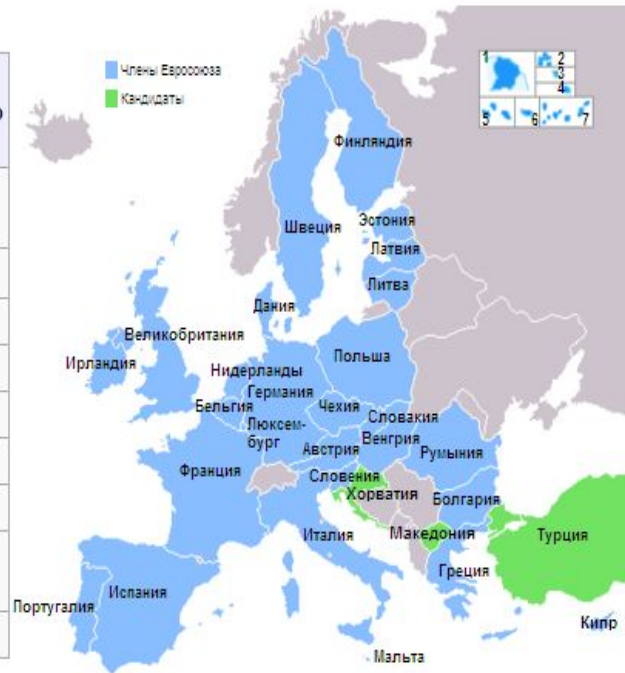 Члены Евросоюза
Кандидаты
1
2
3
4
5
6
7
Финляндия
Швеция
Эстония
Латвия
Литва
Дания
Великобритания
Ирландия
Польша
Нидерланды
Германия
Бельгия
Чехия
Словакия
Люксем-
бург
Венгрия
Австрия
Румыния
Франция
Словения
Хорватия
Болгария
Италия
Македония
Турция
Греция
Испания
Португалия
Кипр
Мальта